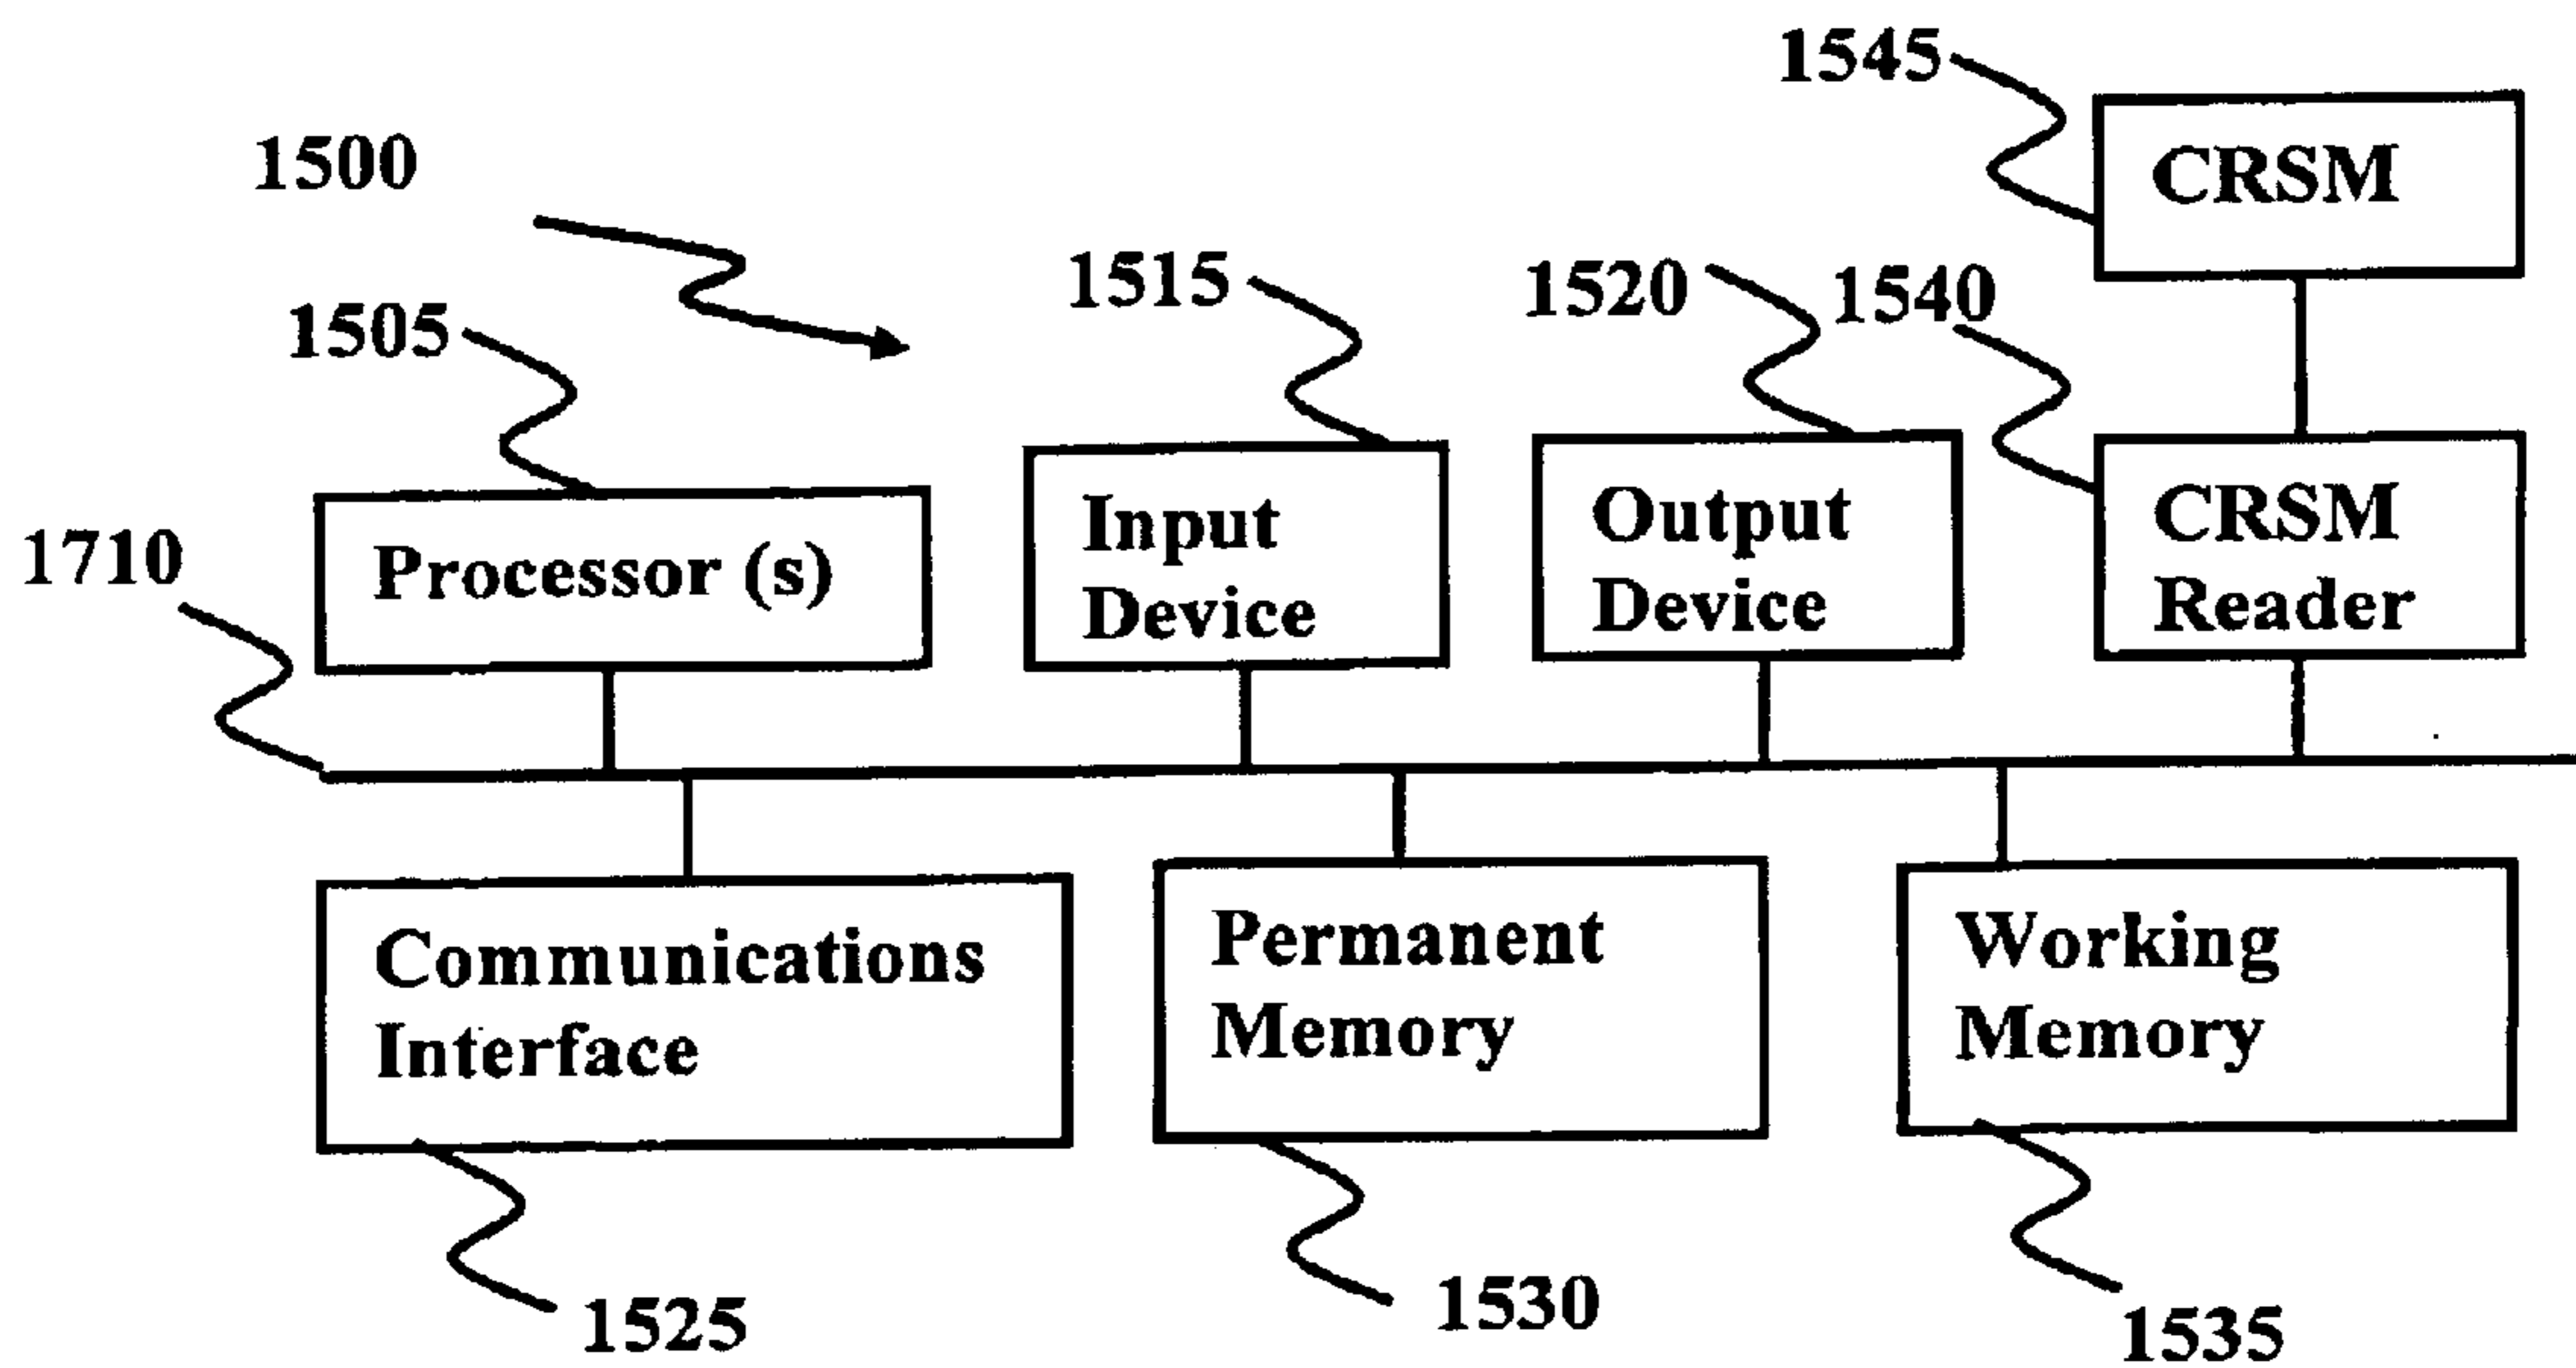 1545
CRSM
1500
1515
1520
1540
1505
Input
Device
Output
Device
CRSM
Reader
1710
Processor (s)
Communications
Interface
Permanent
Memory
Working
Memory
1525
1530
1535